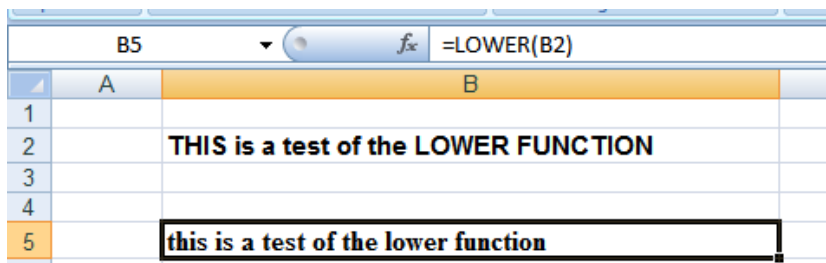 B5 fx =LOWER(B2)
A B
1
2 THIS is a test of the LOWER FUNCTION
3
4
5 this is a test of the lower function